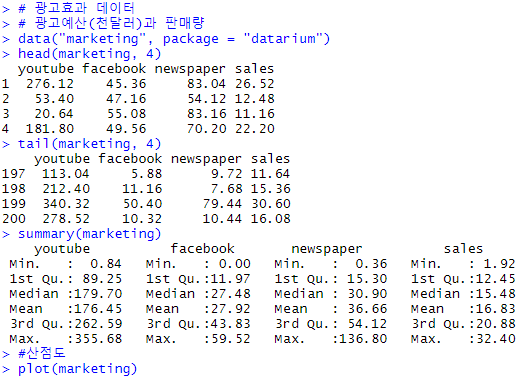 > # 광고효과 데이터
> # 광고예산(천달러)과 판매량
> data("marketing", package = "datarium")
> head(marketing, 4)
  youtube facebook newspaper sales
1  276.12    45.36     83.04 26.52
2   53.40    47.16     54.12 12.48
3   20.64    55.08     83.16 11.16
4  181.80    49.56     70.20 22.20
> tail(marketing, 4)
    youtube facebook newspaper sales
197  113.04     5.88      9.72 11.64
198  212.40    11.16      7.68 15.36
199  340.32    50.40     79.44 30.60
200  278.52    10.32     10.44 16.08
> summary(marketing)
    youtube          facebook       newspaper          sales
 Min.   :  0.84   Min.   : 0.00   Min.   :  0.36   Min.   : 1.92
 1st Qu.: 89.25   1st Qu.:11.97   1st Qu.: 15.30   1st Qu.:12.45
 Median :179.70   Median :27.48   Median : 30.90   Median :15.48
 Mean   :176.45   Mean   :27.92   Mean   : 36.66   Mean   :16.83
 3rd Qu.:262.59   3rd Qu.:43.83   3rd Qu.: 54.12   3rd Qu.:20.88
 Max.   :355.68   Max.   :59.52   Max.   :136.80   Max.   :32.40
> #산점도
> plot(marketing)